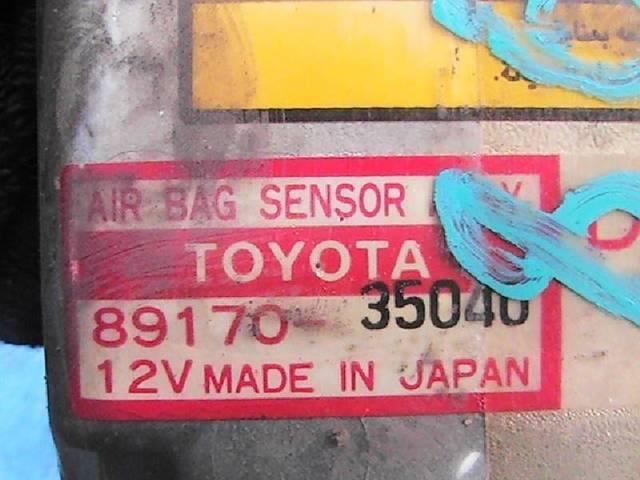 AIR BAG SENSOR
TOYOTA
89170-35040
12V MADE IN JAPAN